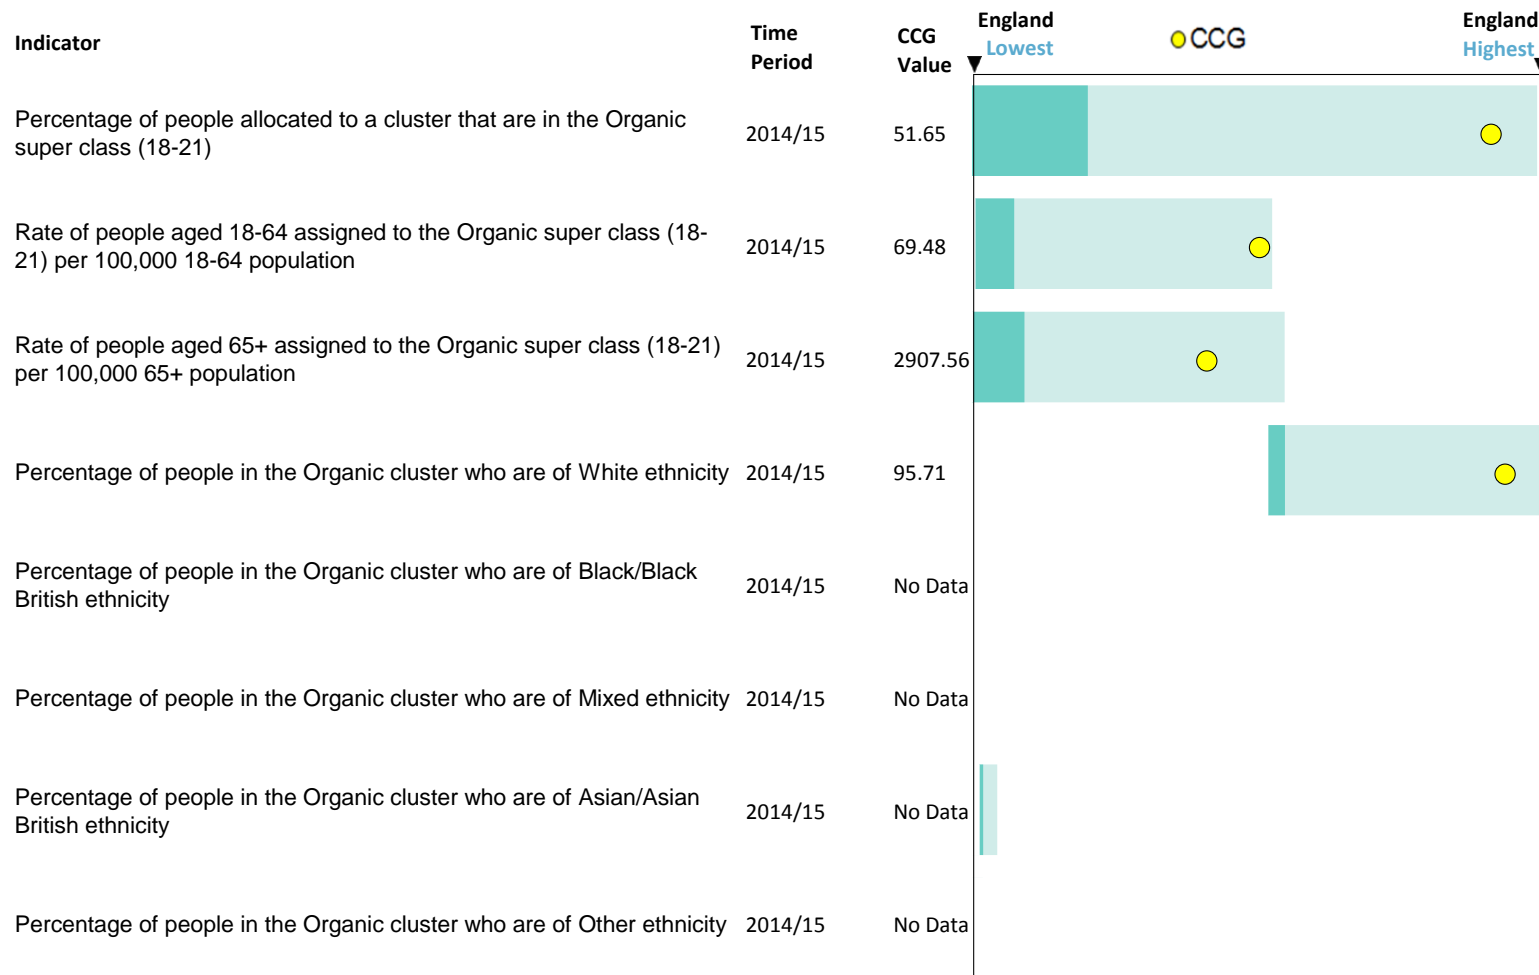 Indicator
Time
Period
CCG
Value
England
Lowest
CCG
England
Highest
Percentage of people allocated to a cluster that are in the Organic
super class (18-21)
2014/15
51.65
Rate of people aged 18-64 assigned to the Organic super class (18-
21) per 100,000 18-64 population
2014/15
69.48
Rate of people aged 65+ assigned to the Organic super class (18-21)
per 100,000 65+ population
2014/15
2907.56
Percentage of people in the Organic cluster who are of White ethnicity
2014/15
95.71
Percentage of people in the Organic cluster who are of Black/Black
British ethnicity
2014/15
No Data
Percentage of people in the Organic cluster who are of Mixed ethnicity
2014/15
No Data
Percentage of people in the Organic cluster who are of Asian/Asian
British ethnicity
2014/15
No Data
Percentage of people in the Organic cluster who are of Other ethnicity
2014/15
No Data